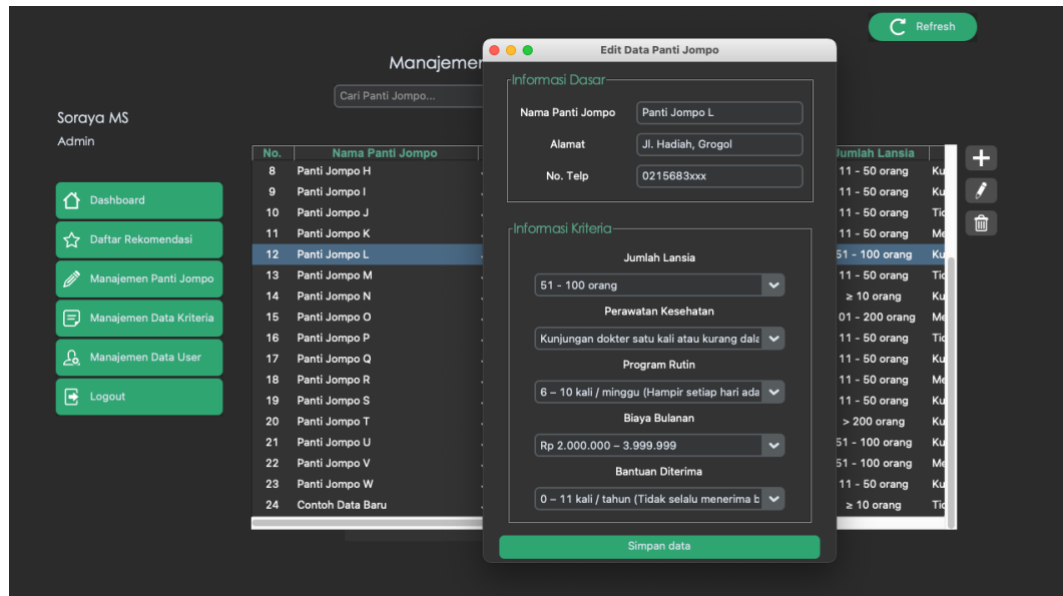 Refresh
Manajemen
Cari Panti Jompo...
Soraya MS
Admin
Dashboard
Daftar Rekomendasi
Manajemen Panti Jompo
Manajemen Data Kriteria
Manajemen Data User
Logout
No. Nama Panti Jompo Jumlah Lansia
8 Panti Jompo H 11 - 50 orang
9 Panti Jompo I 11 - 50 orang
10 Panti Jompo J 11 - 50 orang
11 Panti Jompo K 11 - 50 orang
12 Panti Jompo L 51 - 100 orang
13 Panti Jompo M 11 - 50 orang
14 Panti Jompo N ≥ 10 orang
15 Panti Jompo O 01 - 200 orang
16 Panti Jompo P 11 - 50 orang
17 Panti Jompo Q 11 - 50 orang
18 Panti Jompo R 11 - 50 orang
19 Panti Jompo S 11 - 50 orang
20 Panti Jompo T > 200 orang
21 Panti Jompo U 51 - 100 orang
22 Panti Jompo V 51 - 100 orang
23 Panti Jompo W 11 - 50 orang
24 Contoh Data Baru ≥ 10 orang
Edit Data Panti Jompo
Informasi Dasar
Nama Panti Jompo Panti Jompo L
Alamat Jl. Hadiah, Grogol
No. Telp 0215683xxx
Informasi Kriteria
Jumlah Lansia
51 - 100 orang
Perawatan Kesehatan
Kunjungan dokter satu kali atau kurang dala
Program Rutin
6 – 10 kali / minggu (Hampir setiap hari ada
Biaya Bulanan
Rp 2.000.000 – 3.999.999
Bantuan Diterima
0 – 11 kali / tahun (Tidak selalu menerima b
Simpan data